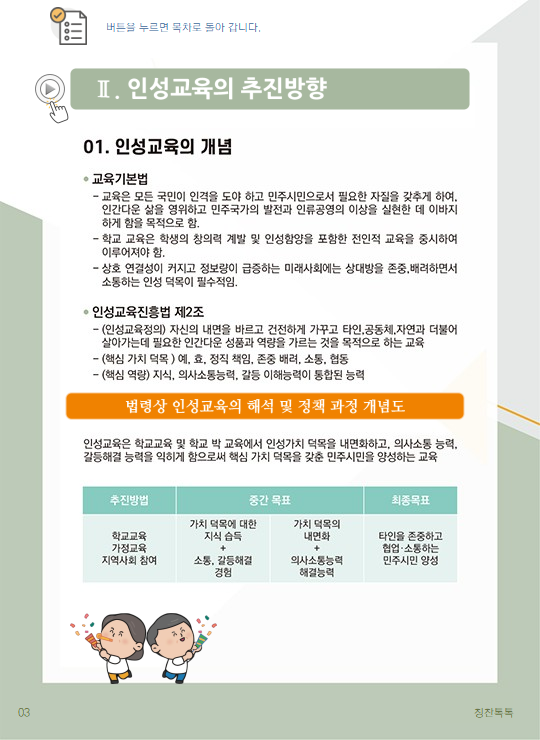 버튼을 누르면 목차로 돌아 갑니다.
Ⅱ. 인성교육의 추진방향
01. 인성교육의 개념
• 교육기본법
- 교육은 모든 국민이 인격을 도야 하고 민주시민으로서 필요한 자질을 갖추게 하여,
인간다운 삶을 영위하고 민주국가의 발전과 인류공영의 이상을 실현한 데 이바지
하게 함을 목적으로 함.
- 학교 교육은 학생의 창의력 계발 및 인성함양을 포함한 전인적 교육을 중시하여
이루어져야 함.
- 상호 연결성이 커지고 정보량이 급증하는 미래사회에는 상대방을 존중,배려하면서
소통하는 인성 덕목이 필수적임.
• 인성교육진흥법 제2조
- (인성교육정의) 자신의 내면을 바르고 건전하게 가꾸고 타인,공동체,자연과 더불어
살아가는데 필요한 인간다운 성품과 역량을 가르는 것을 목적으로 하는 교육
- (핵심 가치 덕목 ) 예, 효, 정직 책임, 존중 배려, 소통, 협동
- (핵심 역량) 지식, 의사소통능력, 갈등 이해능력이 통합된 능력
법령상 인성교육의 해석 및 정책 과정 개념도
인성교육은 학교교육 및 학교 박 교육에서 인성가치 덕목을 내면화하고, 의사소통 능력,
갈등해결 능력을 익히게 함으로써 핵심 가치 덕목을 갖춘 민주시민을 양성하는 교육
추진방법
중간 목표
최종목표
학교교육
가정교육
지역사회 참여
가치 덕목에 대한
지식 습득
+
소통, 갈등해결
경험
가치 덕목의
내면화
+
의사소통능력
해결능력
타인을 존중하고
협업·소통하는
민주시민 양성
03
칭찬톡톡